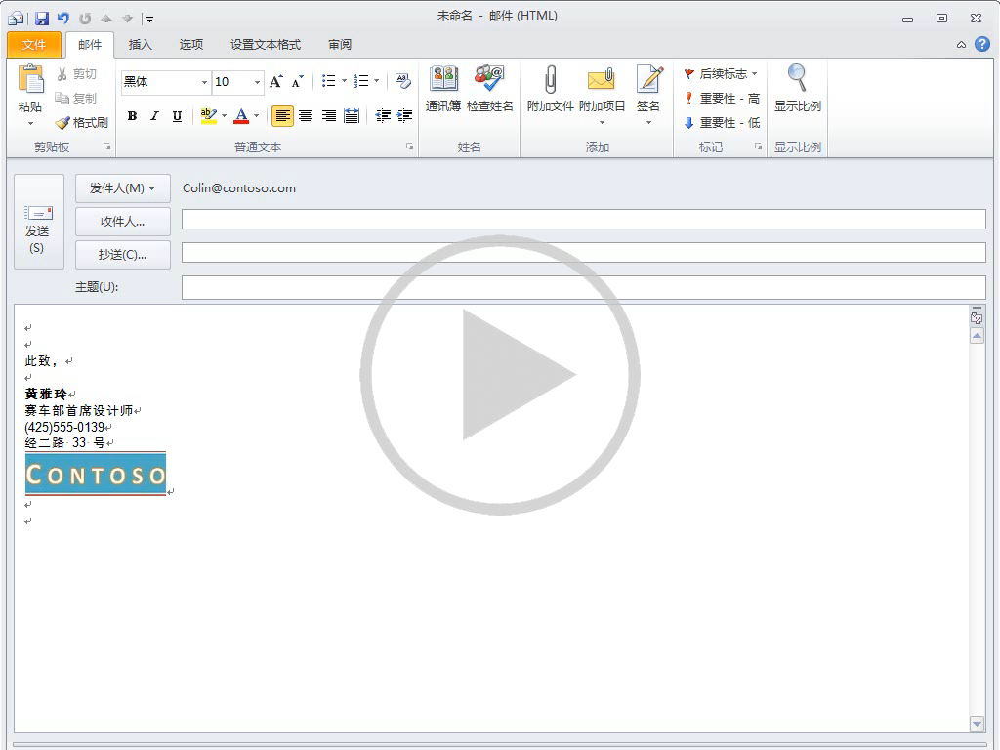 未命名 - 邮件 (HTML)
文件 邮件 插入 选项 设置文本格式 审阅
粘贴 剪切 复制 格式刷
黑体 10
B I U ab A
通讯簿 检查姓名
附加文件 附加项目 签名
后续标志
重要性 - 高
重要性 - 低
显示比例
剪贴板 普通文本 姓名 添加 标记 显示比例
发送
(S)
发件人(M) Colin@contoso.com
收件人...
抄送(C)...
主题(U):
此致，
黄雅玲
赛车部首席设计师
(425)555-0139
经二路 33 号
CONTOSO